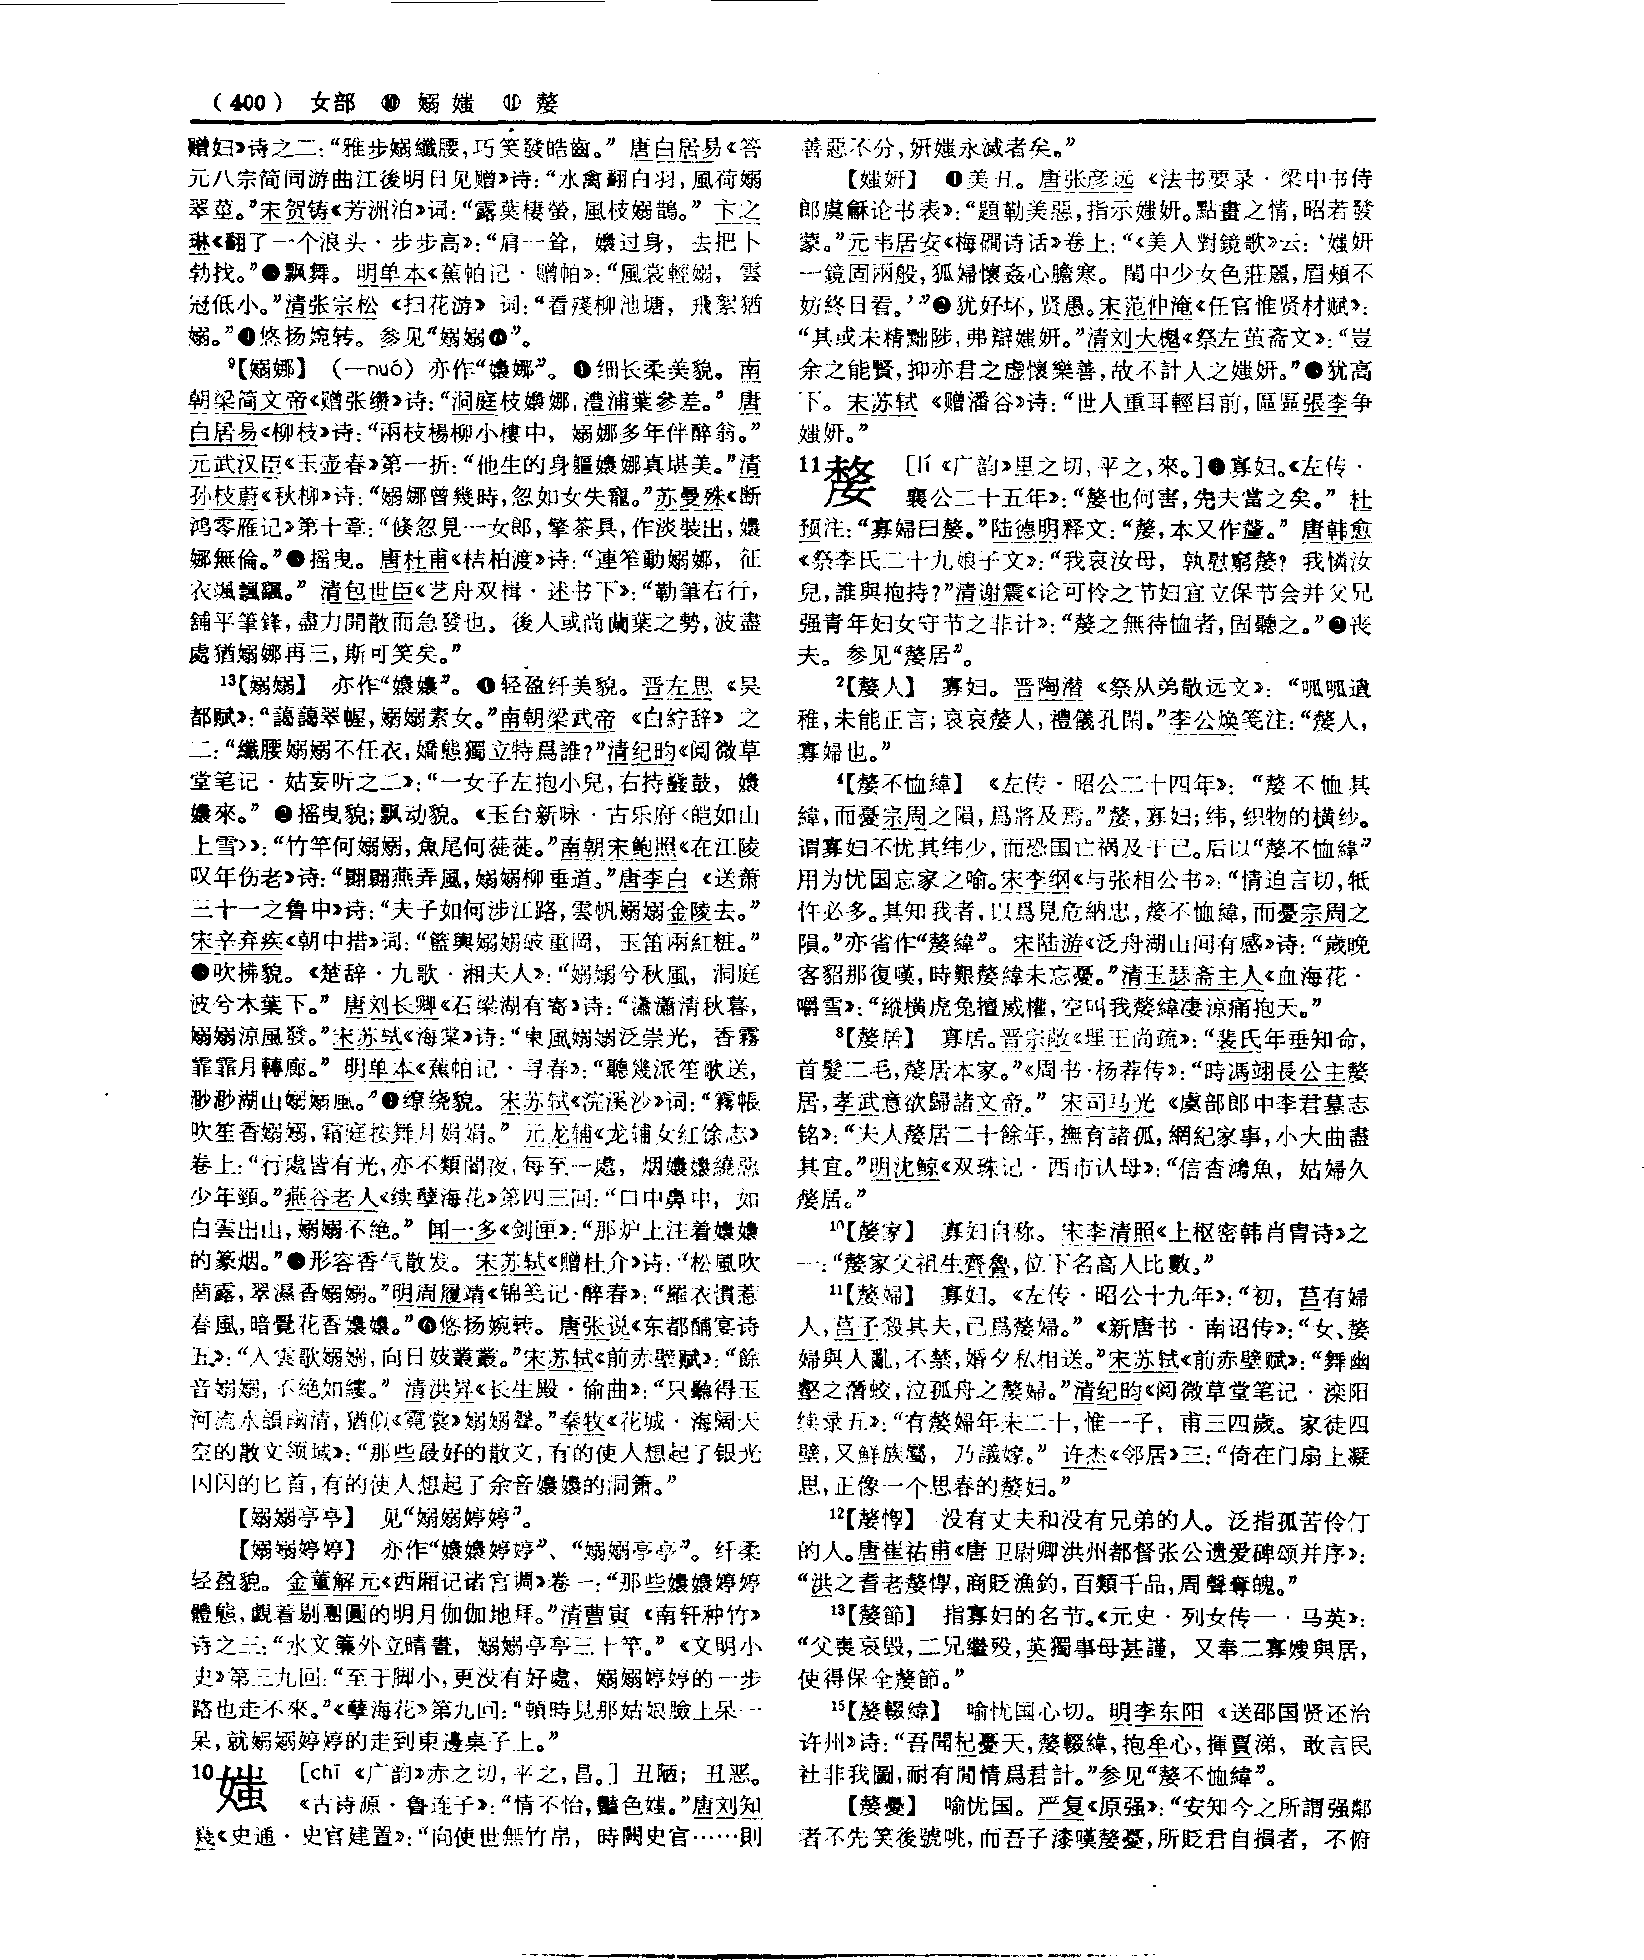 （400） 女部 ❿ 嫋 媸 ⑾ 嫠
赠妇》诗之二：“雅步嫋纖腰，巧笑發皓齒。” 唐白居易《答
元八宗简同游曲江後明日见赠》诗：“水禽翻白羽，風荷嫋
翠莖。”宋贺铸《芳洲泊》词：“露葉棲螢，風枝嫋鵲。” 卞之
琳《翻了一个浪头·步步高》：“肩一耸，嬝过身，去把卜
勃找。”❸飘舞。明单本《蕉帕记·赠帕》：“風裳輕嫋，雲
冠低小。”清张宗松《扫花游》词：“看殘柳池塘，飛絮猶
嫋。”❹悠扬婉转。参见“嫋嫋❻”。
9【嫋娜】（—nuó）亦作“嬝娜”。❶细长柔美貌。南
朝梁简文帝《赠张缵》诗：“洞庭枝嬝娜，澧浦葉參差。” 唐
白居易《柳枝》诗：“兩枝楊柳小樓中，嫋娜多年伴醉翁。”
元武汉臣《玉壶春》第一折：“他生的身軀嬝娜真堪美。”清
孙枝蔚《秋柳》诗：“嫋娜曾幾時，忽如女失寵。”苏曼殊《断
鸿零雁记》第十章：“倏忽見一女郎，擎茶具，作淡裝出，嬝
娜無倫。”❷摇曳。唐杜甫《桔柏渡》诗：“連笮動嫋娜，征
衣颯飄飖。” 清包世臣《艺舟双楫·述书下》：“勒筆右行，
鋪平筆鋒，盡力開散而急發也。後人或尚蘭葉之勢，波盡
處猶嫋娜再三，斯可笑矣。”
13【嫋嫋】 亦作“嬝嬝”。❶轻盈纤美貌。晋左思《吴
都赋》：“藹藹翠幄，嫋嫋素女。”南朝梁武帝《白紵辞》之
二：“纖腰嫋嫋不任衣，嬌態獨立特爲誰？”清纪昀《阅微草
堂笔记·姑妄听之二》：“一女子左抱小兒，右持鼗鼓，嬝
嬝來。” ❷摇曳貌；飘动貌。《玉台新咏·古乐府〈皑如山
上雪〉》：“竹竿何嫋嫋，魚尾何蓰蓰。”南朝宋鲍照《在江陵
叹年伤老》诗：“翾翾燕弄風，嫋嫋柳垂道。”唐李白《送萧
三十一之鲁中》诗：“夫子如何涉江路，雲帆嫋嫋金陵去。”
宋辛弃疾《朝中措》词：“籃輿嫋嫋破重岡，玉笛兩紅粧。”
❸吹拂貌。《楚辞·九歌·湘夫人》：“嫋嫋兮秋風，洞庭
波兮木葉下。” 唐刘长卿《石梁湖有寄》诗：“瀟瀟清秋暮，
嫋嫋涼風發。”宋苏轼《海棠》诗：“東風嫋嫋泛崇光，香霧
霏霏月轉廊。” 明单本《蕉帕记·寻春》：“聽幾派笙歌送，
渺渺湖山嫋嫋風。”❹缭绕貌。宋苏轼《浣溪沙》词：“霧帳
吹笙香嫋嫋，霜庭按舞月娟娟。” 元龙辅《龙辅女红馀志》
卷上：“行處皆有光，亦不類闇夜，每至一處，烟嬝嬝繞
少年頸。”燕谷老人《续孽海花》第四三回：“口中鼻中，如
白雲出山，嫋嫋不绝。” 闻一多《剑匣》：“那炉上注着嬝嬝
的篆烟。”❺形容香气散发。宋苏轼《赠杜介》诗：“松風吹
菌露，翠濕香嫋嫋。”明周履靖《锦笺记·醉春》：“羅衣慣惹
春風，暗覺花香嬝嬝。”❻悠扬婉转。唐张说《东都酺宴诗
五》：“入雲歌嫋嫋，向日妓叢叢。”宋苏轼《前赤壁赋》：“餘
音嫋嫋，不絶如縷。” 清洪昇《长生殿·偷曲》：“只聽得玉
河流水韻幽清，猶似《霓裳》嫋嫋聲。”秦牧《花城·海阔天
空的散文领域》：“那些最好的散文，有的使人想起了银光
闪闪的匕首，有的使人想起了余音嬝嬝的洞箫。”
【嫋嫋亭亭】 见“嫋嫋婷婷”。
【嫋嫋婷婷】 亦作“嬝嬝婷婷”、“嫋嫋亭亭”。纤柔
轻盈貌。金董解元《西厢记诸宫调》卷一：“那些嬝嬝婷婷
體態，覷着剔團圓的明月伽伽地拜。”清曹寅《南轩种竹》
诗之三：“水文簾外立晴晝，嫋嫋亭亭三十竿。”《文明小
史》第三九回：“至于脚小，更没有好處，嫋嫋婷婷的一步
路也走不來。”《孽海花》第九回：“頓時見那姑娘臉上呆一
呆，就嫋嫋婷婷的走到東邊桌子上。”
10媸 ［chī《广韵》赤之切，平之，昌。］丑陋；丑恶。
《古诗源·鲁连子》：“情不怡，豔色媸。”唐刘知
幾《史通·史官建置》：“向使世無竹帛，時闕史官……則
善惡不分，妍媸永滅者矣。”
【媸妍】 ❶美丑。唐张彦远《法书要录·梁中书侍
郎虞龢论书表》：“題勒美惡，指示媸妍。點畫之情，昭若發
蒙。”元韦居安《梅磵诗话》卷上：“《美人對鏡歌》云：‘媸妍
一鏡固兩般，狐婦懷姦心膽寒。閨中少女色莊麗，眉頰不
妨終日看。’”❷犹好坏，贤愚。宋范仲淹《任官惟贤材赋》：
“其或未精黜陟，弗辯媸妍。”清刘大櫆《祭左茧斋文》：“豈
余之能賢，抑亦君之虚懷樂善，故不計人之媸妍。”❸犹高
下。宋苏轼《赠潘谷》诗：“世人重耳輕目前，區區張李争
媸妍。”
11嫠 ［lí《广韵》里之切，平之，來。］❶寡妇。《左传·
襄公二十五年》：“嫠也何害，先夫當之矣。” 杜
预注：“寡婦曰嫠。”陆德明释文：“嫠，本又作釐。” 唐韩愈
《祭李氏二十九娘子文》：“我哀汝母，孰慰窮嫠？我憐汝
兒，誰與抱持？”清谢震《论可怜之节妇宜立保节会并父兄
强青年妇女守节之非计》：“嫠之無待恤者，固聽之。”❷丧
夫。参见“嫠居”。
2【嫠人】 寡妇。晋陶潜《祭从弟敬远文》：“呱呱遺
稚，未能正言；哀哀嫠人，禮儀孔閑。”李公焕笺注：“嫠人，
寡婦也。”
4【嫠不恤緯】《左传·昭公二十四年》：“嫠不恤其
緯，而憂宗周之隕，爲將及焉。”嫠，寡妇；纬，织物的横纱。
谓寡妇不忧其纬少，而恐国亡祸及于己。后以“嫠不恤緯”
用为忧国忘家之喻。宋李纲《与张相公书》：“情迫言切，牴
忤必多。其知我者，以爲見危納忠，嫠不恤緯，而憂宗周之
隕。”亦省作“嫠緯”。宋陆游《泛舟湖山间有感》诗：“歲晚
客貂那復嘆，時艱嫠緯未忘憂。”清玉瑟斋主人《血海花·
嚼雪》：“縱横虎兔擅威權，空叫我嫠緯凄涼痛抱天。”
8【嫠居】 寡居。晋宗敞《理王尚疏》：“裴氏年垂知命，
首髮二毛，嫠居本家。”《周书·杨荐传》：“時馮翊長公主嫠
居，孝武意欲歸諸文帝。” 宋司马光《虞部郎中李君墓志
铭》：“夫人嫠居二十餘年，撫育諸孤，綱紀家事，小大曲盡
其宜。”明沈鲸《双珠记·西市认母》：“信杳鴻魚，姑婦久
嫠居。”
10【嫠家】 寡妇自称。宋李清照《上枢密韩肖胄诗》之
一：“嫠家父祖生齊魯，位下名高人比數。”
11【嫠婦】 寡妇。《左传·昭公十九年》：“初，莒有婦
人，莒子殺其夫，已爲嫠婦。”《新唐书·南诏传》：“女、嫠
婦與人亂，不禁，婚夕私相送。”宋苏轼《前赤壁赋》：“舞幽
壑之潛蛟，泣孤舟之嫠婦。”清纪昀《阅微草堂笔记·滦阳
续录五》：“有嫠婦年未二十，惟一子，甫三四歲。家徒四
壁，又鮮族屬，乃議嫁。” 许杰《邻居》三：“倚在门扇上凝
思，正像一个思春的嫠妇。”
12【嫠惸】 没有丈夫和没有兄弟的人。泛指孤苦伶仃
的人。唐崔祐甫《唐卫尉卿洪州都督张公遗爱碑颂并序》：
“洪之耆老嫠惸，商貶漁釣，百類千品，周聲奪魄。”
13【嫠節】 指寡妇的名节。《元史·列女传一·马英》：
“父喪哀毁，二兄繼殁，英獨事母甚謹，又奉二寡嫂與居，
使得保全嫠節。”
15【嫠輟緯】 喻忧国心切。明李东阳《送邵国贤还治
许州》诗：“吾聞杞憂天，嫠輟緯，抱牟心，揮賈涕，敢言民
社非我圖，耐有閒情爲君計。”参见“嫠不恤緯”。
【嫠憂】 喻忧国。严复《原强》：“安知今之所謂强鄰
者不先笑後號咷，而吾子漆嘆嫠憂，所貶君自損者，不俯